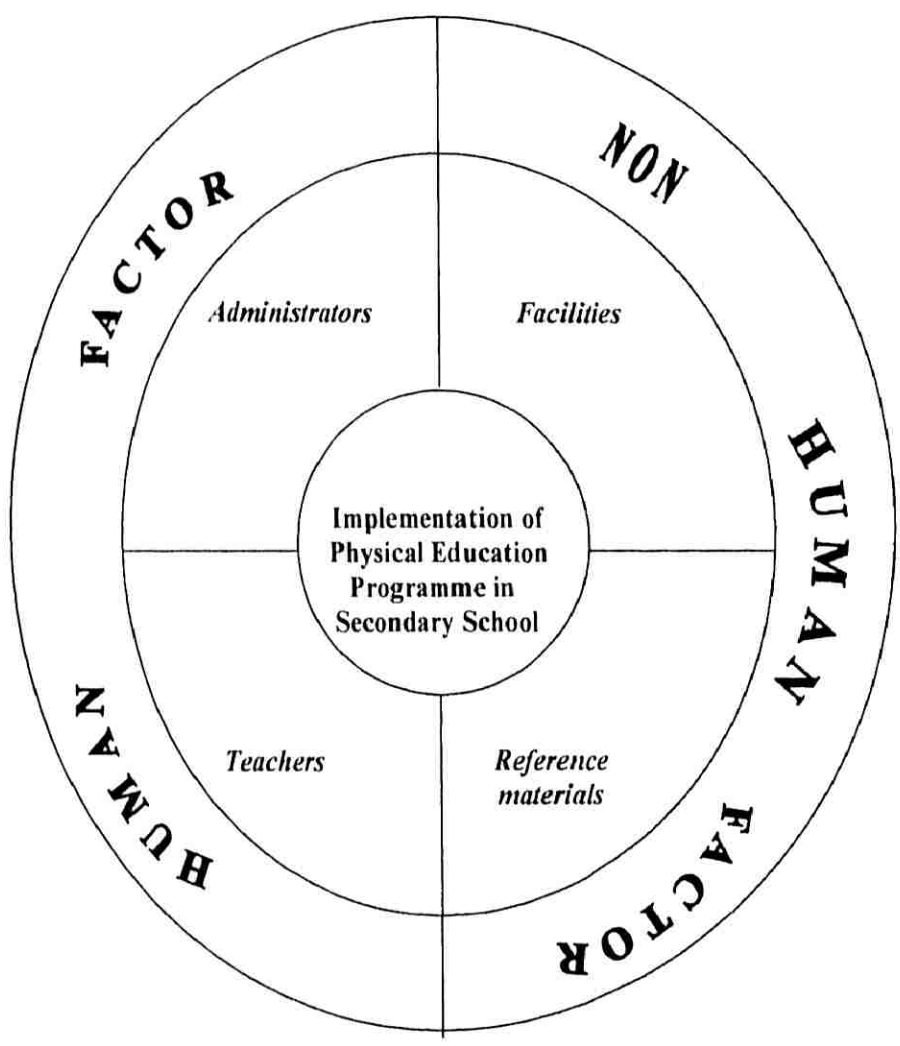 HUMAN FACTOR
NON HUMAN FACTOR
Administrators
Facilities
Implementation of
Physical Education
Programme in
Secondary School
Teachers
Reference
materials